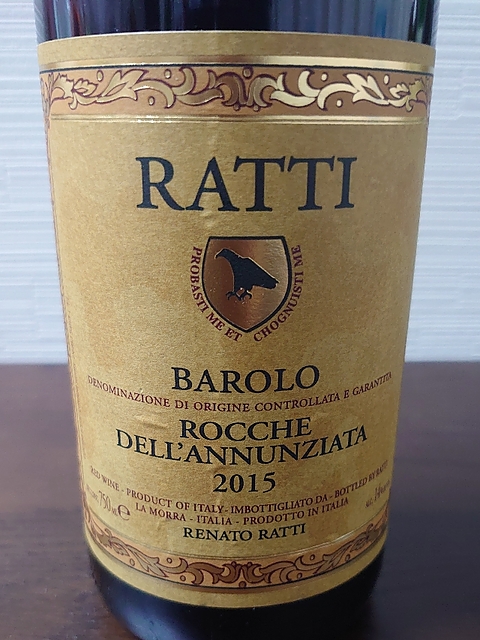 RATTI
PROBASTI ME ET CHOGNUISTI ME
BAROLO
DENOMINAZIONE DI ORIGINE CONTROLLATA E GARANTITA
ROCCHE
DELL'ANNUNZIATA
2015
RED WINE - PRODUCT OF ITALY - IMBOTTIGLIATO DA - BOTTLED BY RATTI
750 ml e
LA MORRA - ITALIA - PRODOTTO IN ITALIA
RENATO RATTI